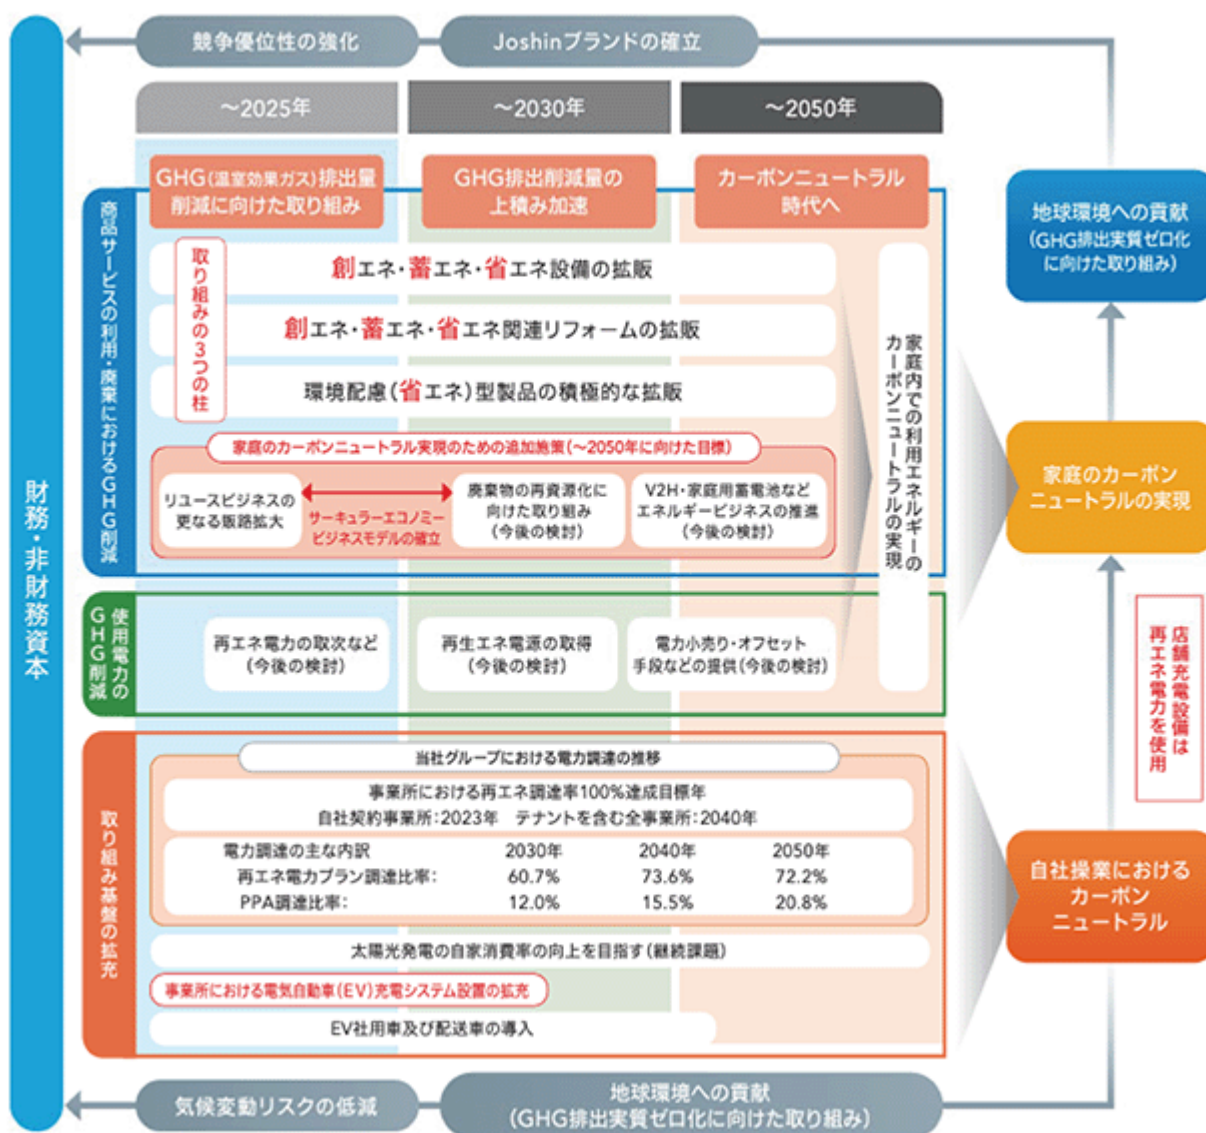 競争優位性の強化
Joshinブランドの確立
～2025年
～2030年
～2050年
GHG(温室効果ガス)排出量
削減に向けた取り組み
GHG排出削減量の
上積み加速
カーボンニュートラル
時代へ
財務・非財務資本
商品サービスの利用・廃棄におけるGHG削減
取り組みの3つの柱
創エネ・蓄エネ・省エネ設備の拡販
創エネ・蓄エネ・省エネ関連リフォームの拡販
環境配慮(省エネ)型製品の積極的な拡販
家庭のカーボンニュートラル実現のための追加施策(～2050年に向けた目標)
リユースビジネスの
更なる販路拡大
サーキュラーエコノミー
ビジネスモデルの確立
廃棄物の再資源化に
向けた取り組み
(今後の検討)
V2H・家庭用蓄電池など
エネルギービジネスの推進
(今後の検討)
家庭内での利用エネルギーの
カーボンニュートラルの実現
使用電力の
GHG削減
再エネ電力の取次など
(今後の検討)
再生エネ電源の取得
(今後の検討)
電力小売り・オフセット
手段などの提供(今後の検討)
取り組み基盤の拡充
当社グループにおける電力調達の推移
事業所における再エネ調達率100%達成目標年
自社契約事業所：2023年 テナントを含む全事業所：2040年
電力調達の主な内訳 2030年 2040年 2050年
再エネ電力プラン調達比率： 60.7% 73.6% 72.2%
PPA調達比率： 12.0% 15.5% 20.8%
太陽光発電の自家消費率の向上を目指す(継続課題)
事業所における電気自動車(EV)充電システム設置の拡充
EV社用車及び配送車の導入
地球環境への貢献
(GHG排出実質ゼロ化
に向けた取り組み)
家庭のカーボン
ニュートラルの実現
店舗充電設備は
再エネ電力を使用
自社操業における
カーボン
ニュートラル
気候変動リスクの低減
地球環境への貢献
(GHG排出実質ゼロ化に向けた取り組み)